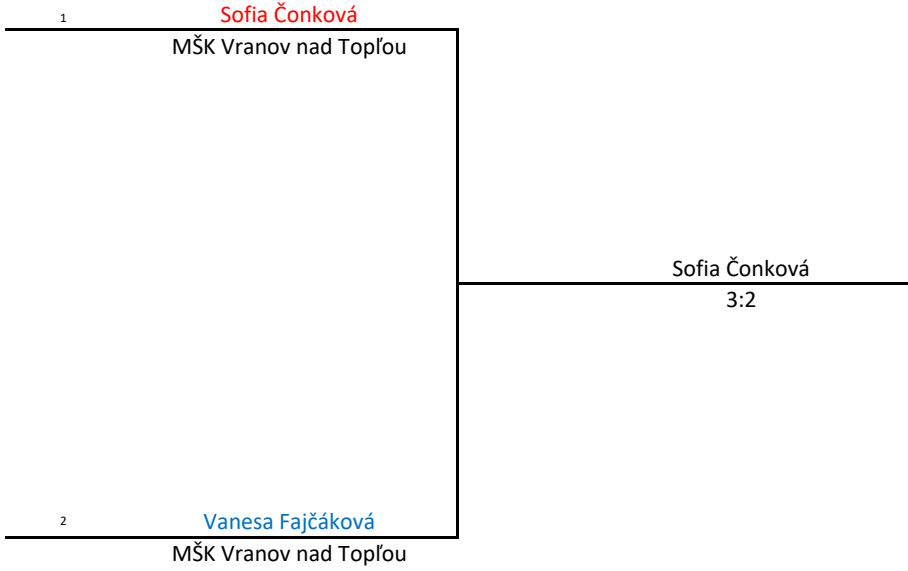 1 Sofia Čonková
MŠK Vranov nad Topľou
Sofia Čonková
3:2
2 Vanesa Fajčáková
MŠK Vranov nad Topľou